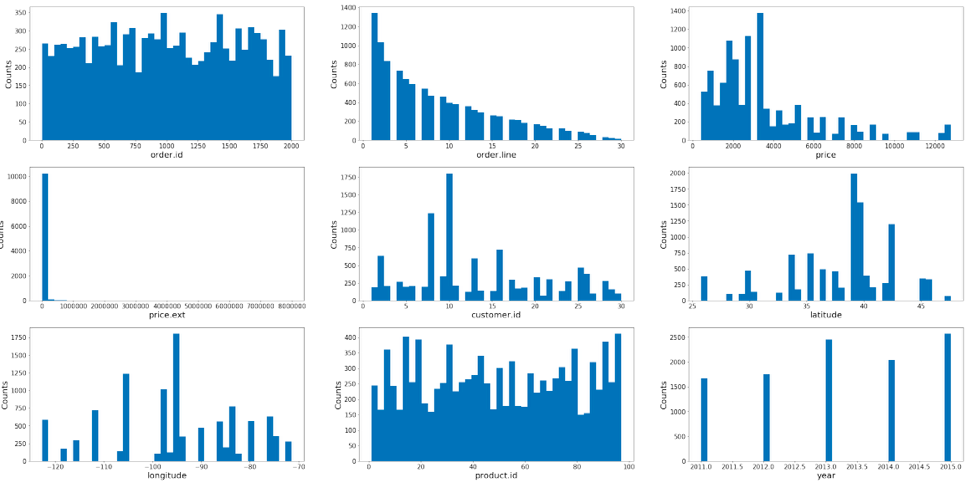 350
300
250
200
150
100
50
0
Counts
0 250 500 750 1000 1250 1500 1750 2000
order.id
1400
1200
1000
800
600
400
200
0
Counts
0 5 10 15 20 25 30
order.line
1400
1200
1000
800
600
400
200
0
Counts
0 2000 4000 6000 8000 10000 12000
price
10000
8000
6000
4000
2000
0
Counts
0 1000000 2000000 3000000 4000000 5000000 6000000 7000000 8000000
price.ext
1750
1500
1250
1000
750
500
250
0
Counts
0 5 10 15 20 25 30
customer.id
2000
1750
1500
1250
1000
750
500
250
0
Counts
25 30 35 40 45
latitude
1750
1500
1250
1000
750
500
250
0
Counts
−120 −110 −100 −90 −80 −70
longitude
400
350
300
250
200
150
100
50
0
Counts
0 20 40 60 80 100
product.id
2500
2000
1500
1000
500
0
Counts
2011.0 2011.5 2012.0 2012.5 2013.0 2013.5 2014.0 2014.5 2015.0
year